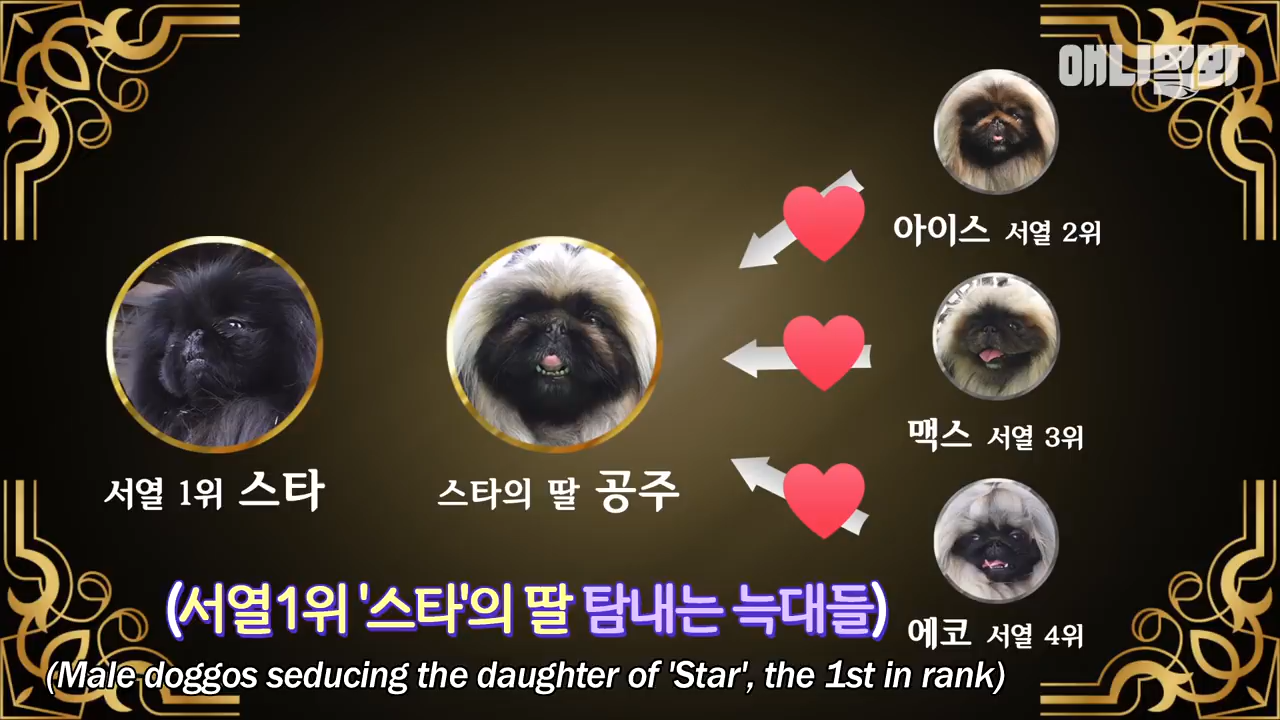 애니멀봐
아이스 서열 2위
맥스 서열 3위
서열 1위 스타
스타의 딸 공주
에코 서열 4위
(서열1위 '스타'의 딸 탐내는 늑대들)
(Male doggos seducing the daughter of 'Star', the 1st in rank)